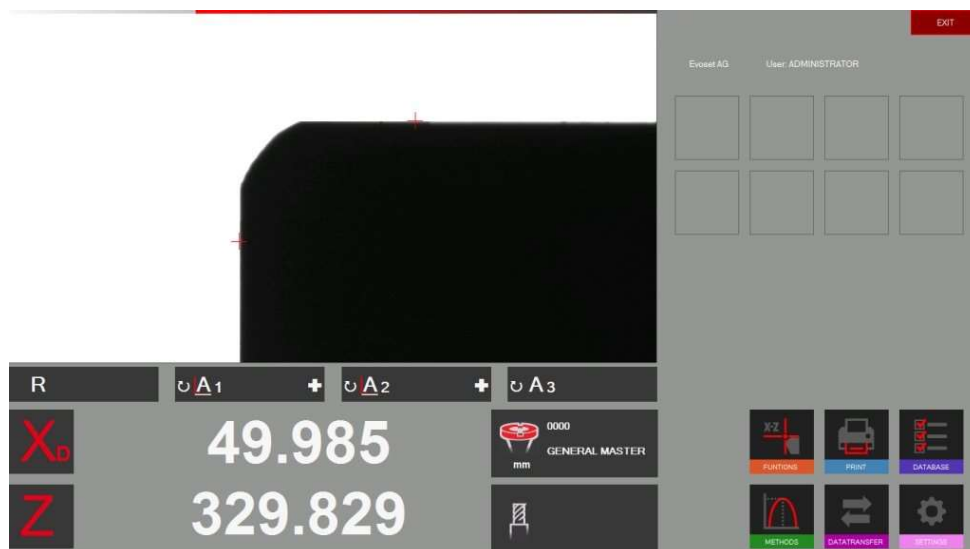 EXIT
Evoset AG User: ADMINISTRATOR
R
A1
A2
A3
XD
49.985
0000
GENERAL MASTER
mm
Z
329.829
X-Z
FUNTIONS
PRINT
DATABASE
METHODS
DATATRANSFER
SETTINGS